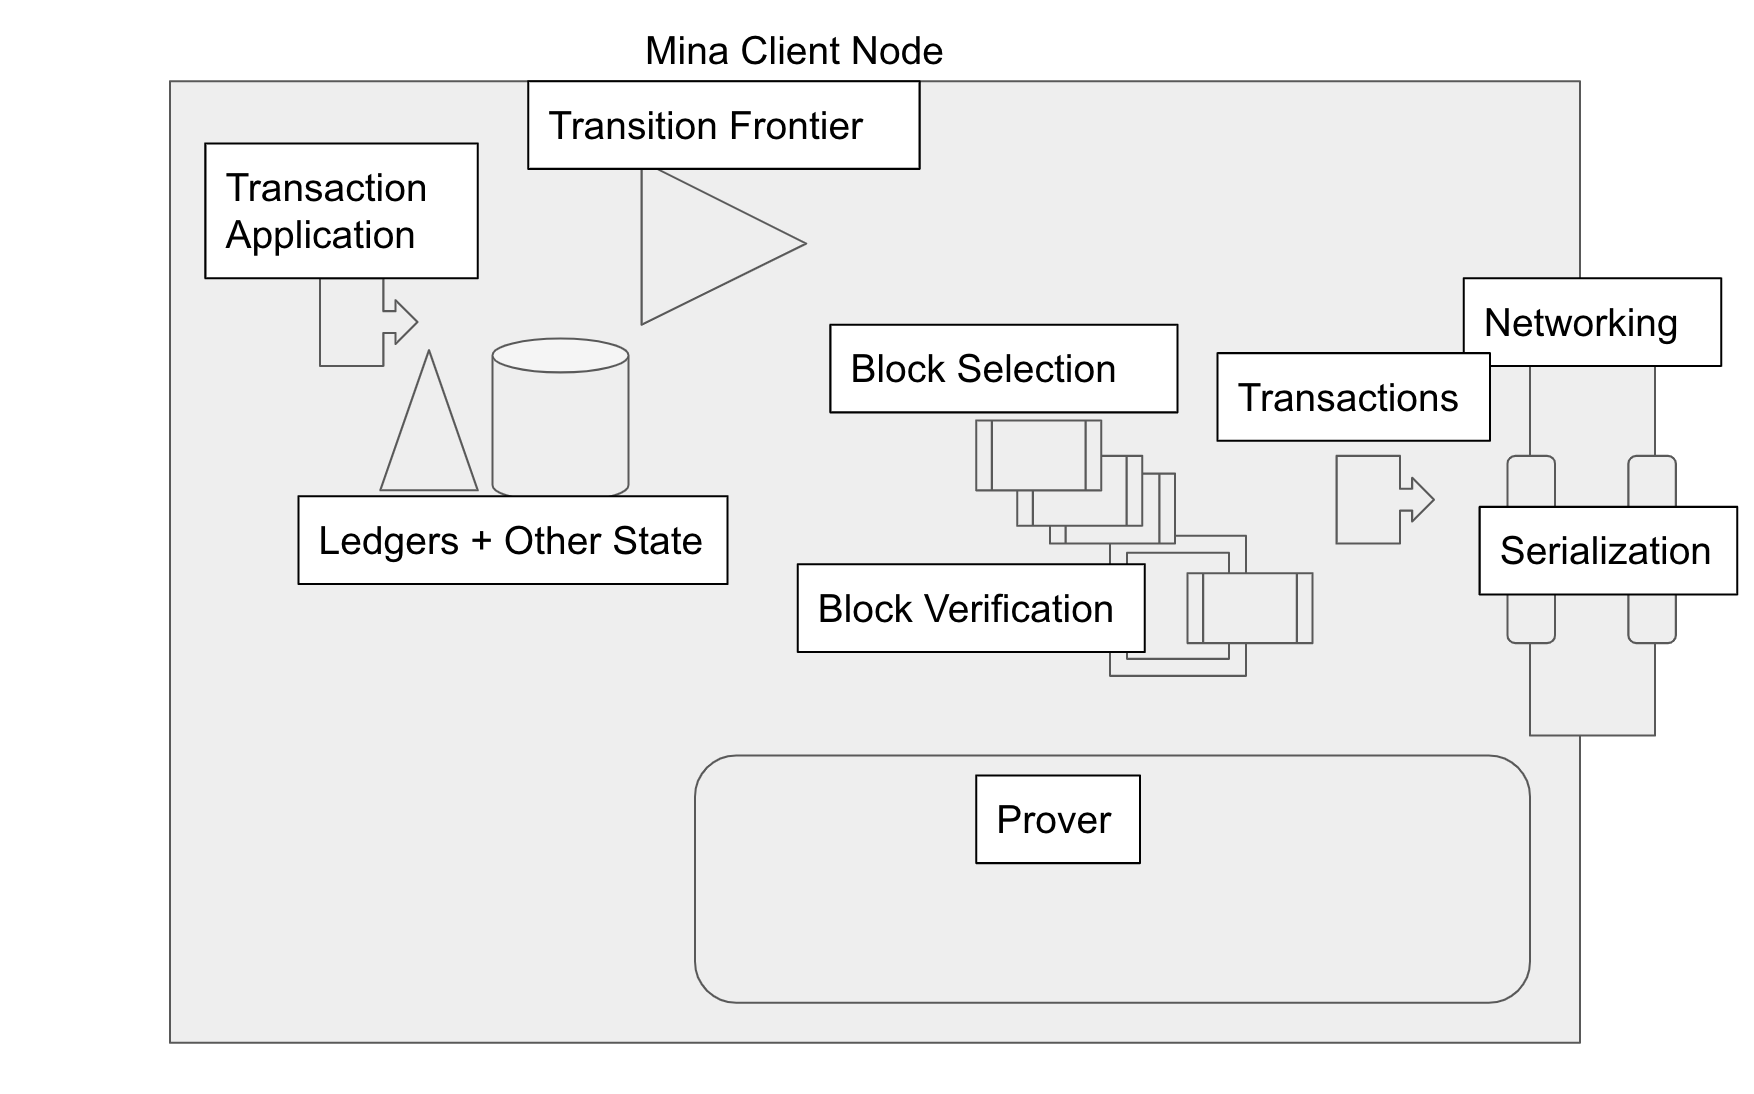 Mina Client Node
Transition Frontier
Transaction
Application
Networking
Block Selection
Transactions
Ledgers + Other State
Serialization
Block Verification
Prover